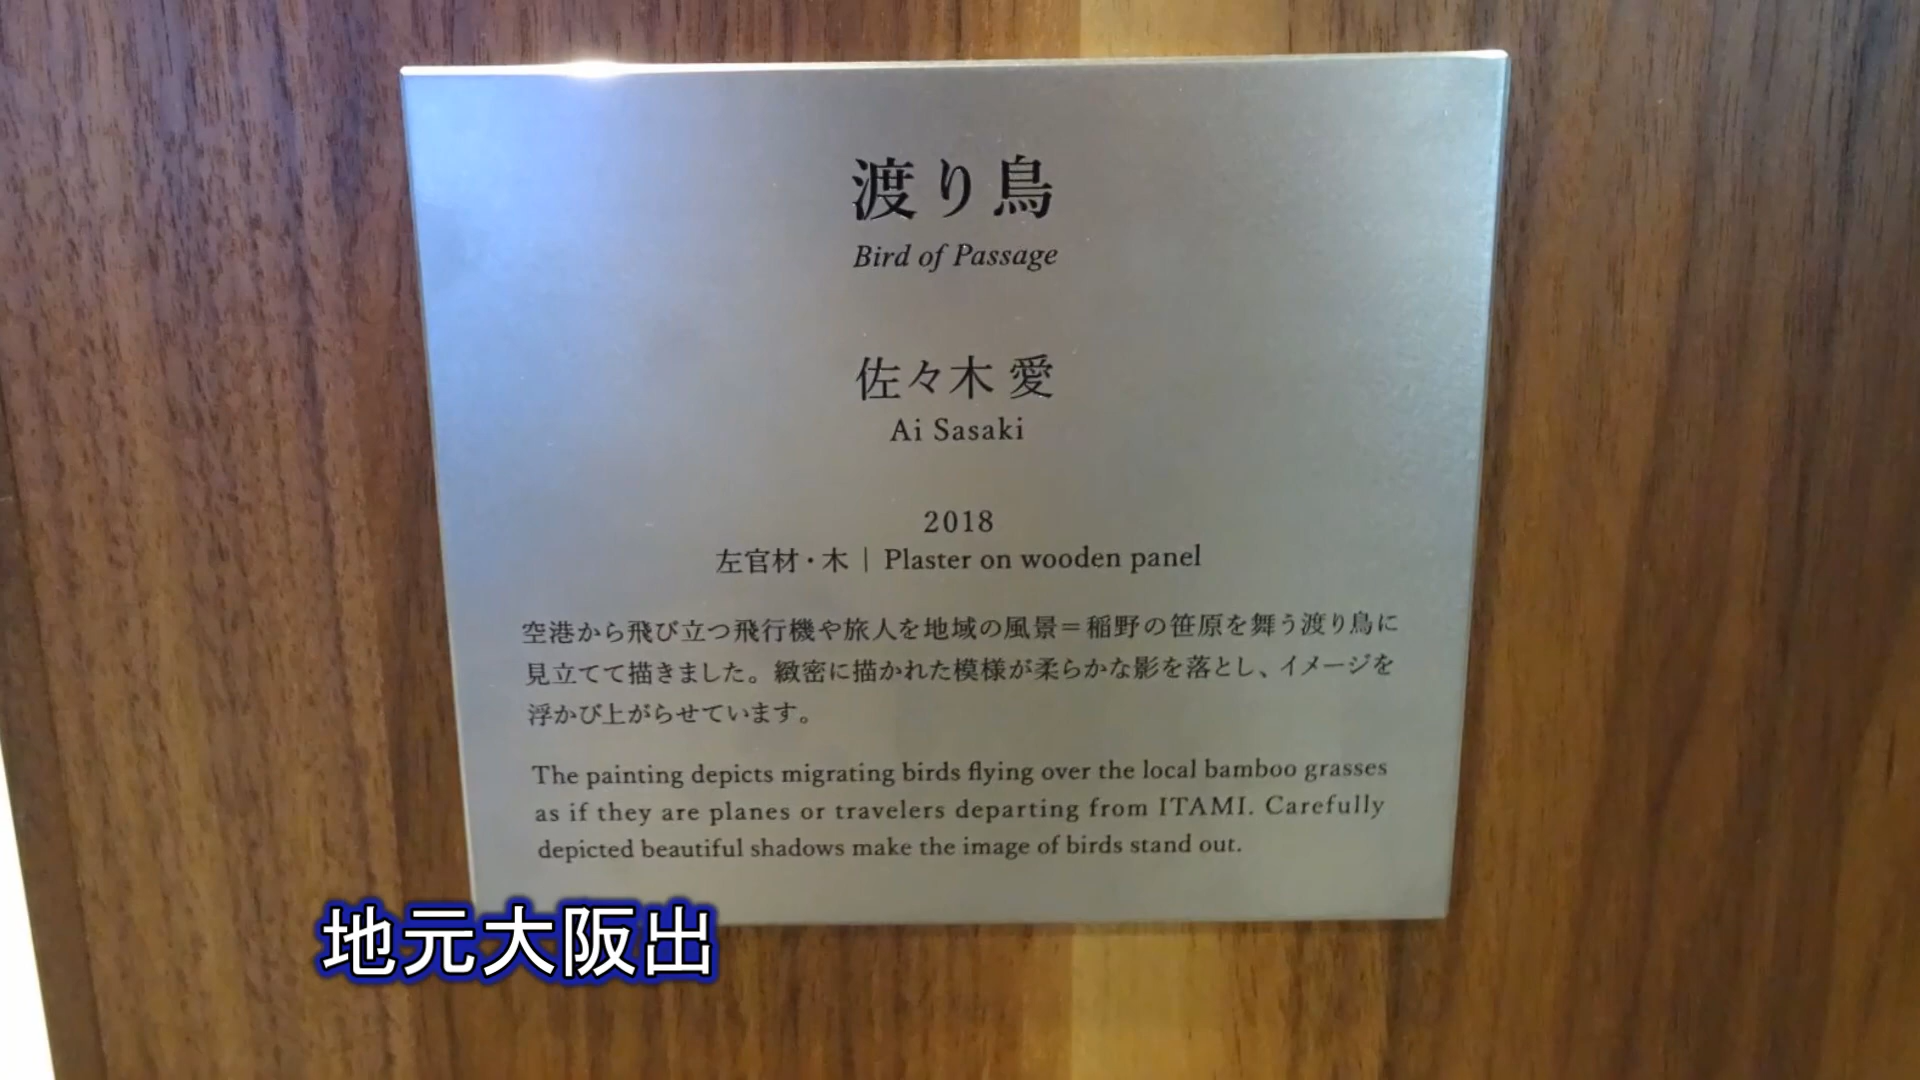 渡り鳥
Bird of Passage
佐々木 愛
Ai Sasaki
2018
左官材・木 | Plaster on wooden panel
空港から飛び立つ飛行機や旅人を地域の風景＝稲野の笹原を舞う渡り鳥に
見立てて描きました。緻密に描かれた模様が柔らかな影を落とし、イメージを
浮かび上がらせています。
The painting depicts migrating birds flying over the local bamboo grasses
as if they are planes or travelers departing from ITAMI. Carefully
depicted beautiful shadows make the image of birds stand out.
地元大阪出